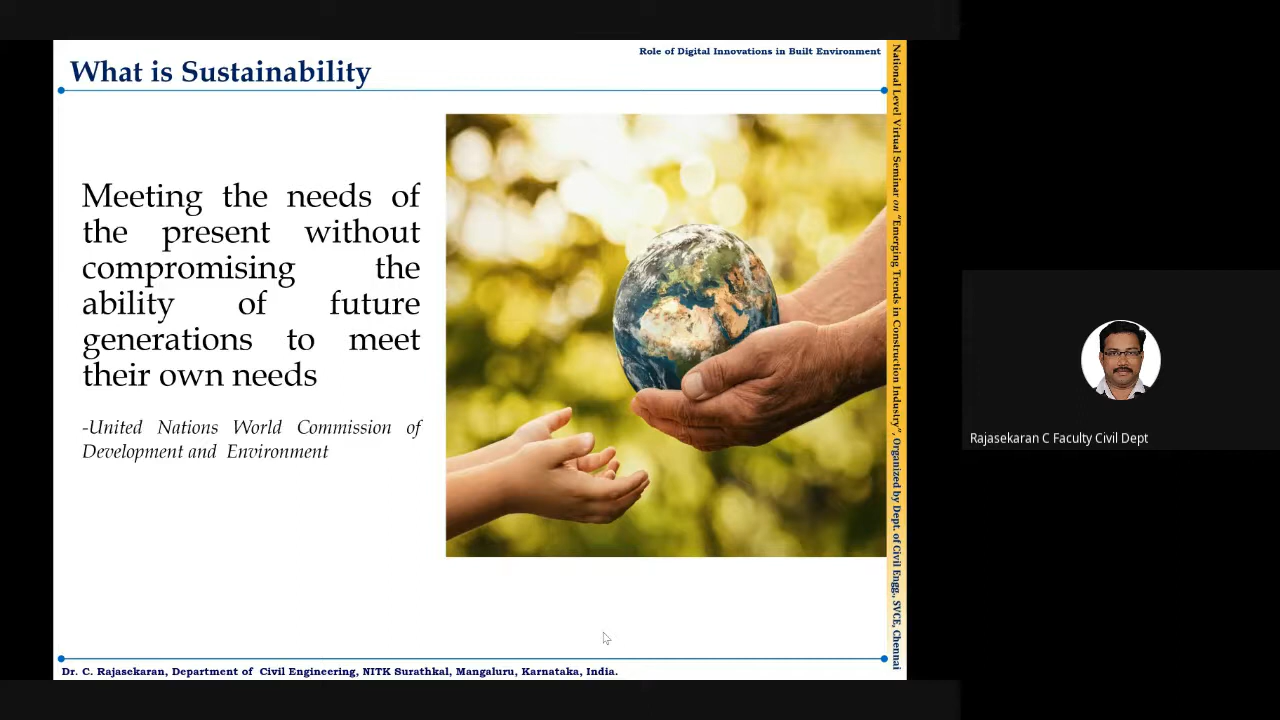 Role of Digital Innovations in Built Environment
What is Sustainability
Meeting the needs of
the present without
compromising the
ability of future
generations to meet
their own needs
-United Nations World Commission of
Development and Environment
National Level Virtual Seminar on "Emerging Trends in Construction Industry", Organized by Dept. of Civil Engg., SVCE, Chennai
Dr. C. Rajasekaran, Department of Civil Engineering, NITK Surathkal, Mangaluru, Karnataka, India.
Rajasekaran C Faculty Civil Dept